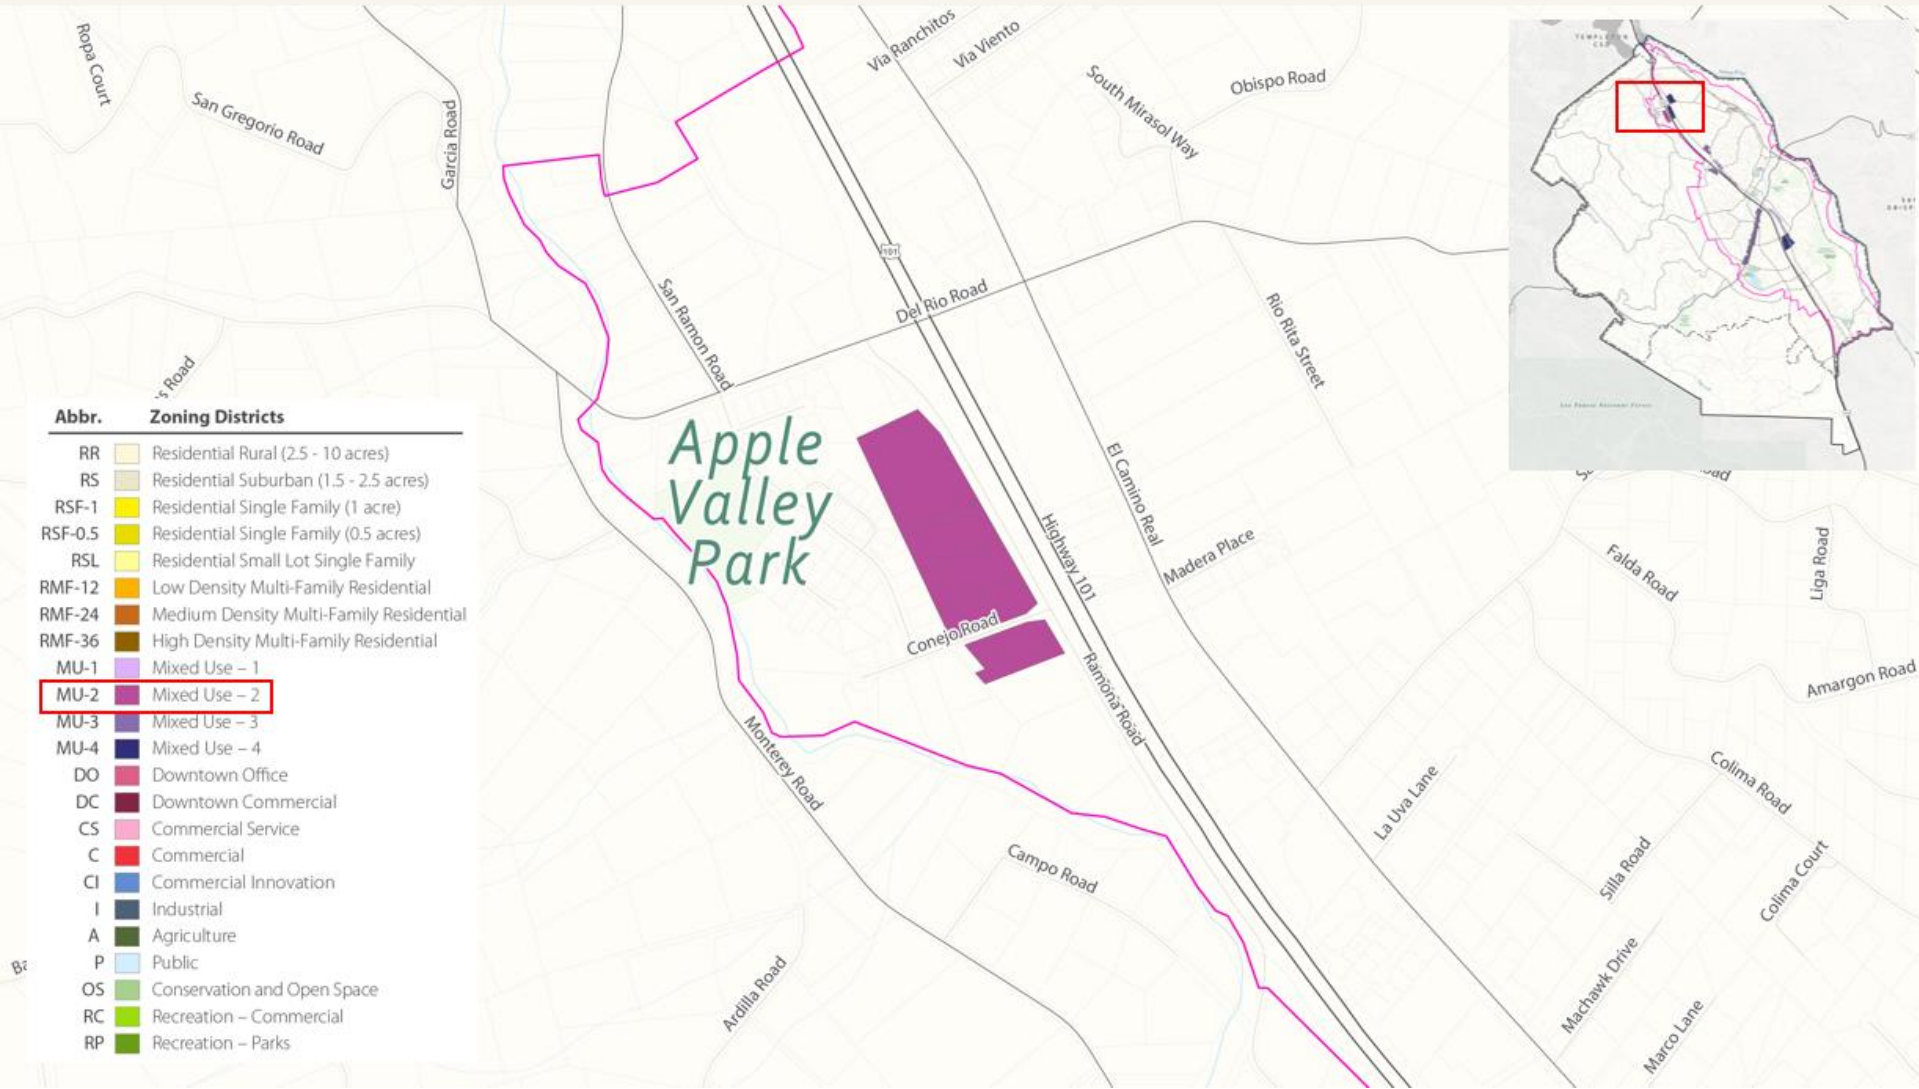 Ropa Court
San Gregorio Road
Garcia Road
Via Ranchitos
Via Viento
South Mirasol Way
Obispo Road
TEMPLETON
CSD
101
Del Rio Road
San Ramon Road
Rio Rita Street
Road
Apple
Valley
Park
El Camino Real
Highway 101
Madera Place
Conejo Road
Ramona Road
Monterey Road
Falda Road
Liga Road
Amargon Road
Colima Road
La Uva Lane
Silla Road
Colima Court
Campo Road
Ardilla Road
Machawk Drive
Marco Lane
Abbr. Zoning Districts
RR Residential Rural (2.5 - 10 acres)
RS Residential Suburban (1.5 - 2.5 acres)
RSF-1 Residential Single Family (1 acre)
RSF-0.5 Residential Single Family (0.5 acres)
RSL Residential Small Lot Single Family
RMF-12 Low Density Multi-Family Residential
RMF-24 Medium Density Multi-Family Residential
RMF-36 High Density Multi-Family Residential
MU-1 Mixed Use – 1
MU-2 Mixed Use – 2
MU-3 Mixed Use – 3
MU-4 Mixed Use – 4
DO Downtown Office
DC Downtown Commercial
CS Commercial Service
C Commercial
CI Commercial Innovation
I Industrial
A Agriculture
P Public
OS Conservation and Open Space
RC Recreation – Commercial
RP Recreation – Parks